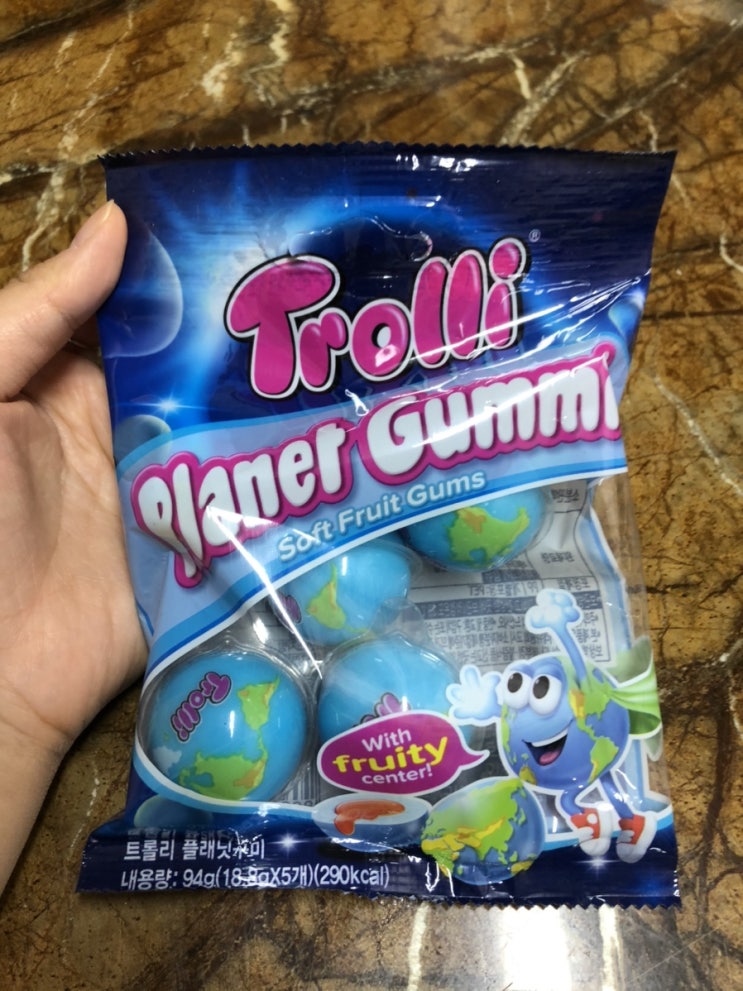 Trolli®
Planet Gummi
Soft Fruit Gums
Trolli
With
fruity
center!
트롤리 플래닛구미
내용량: 94g(18.8gX5개)(290kcal)